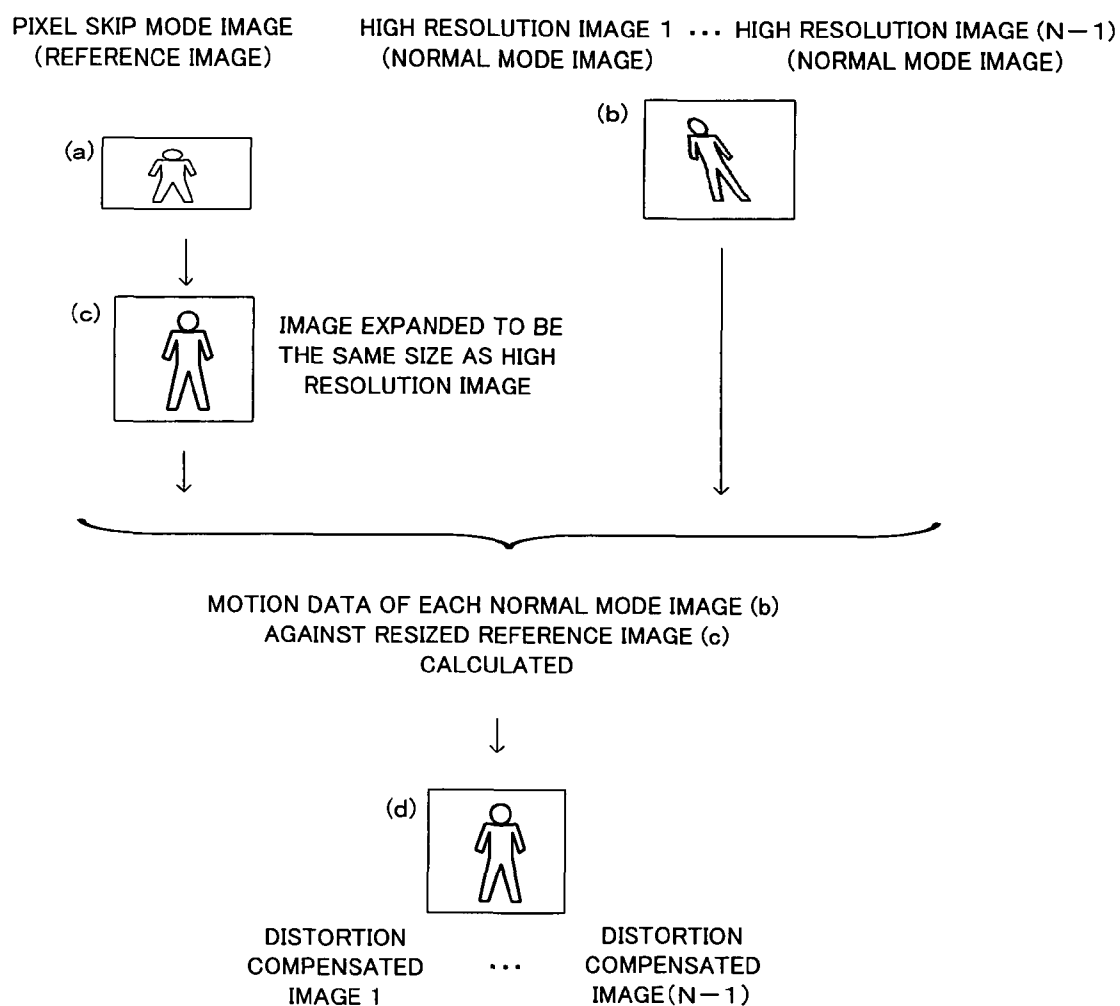 PIXEL SKIP MODE IMAGE
(REFERENCE IMAGE)
HIGH RESOLUTION IMAGE 1 ··· HIGH RESOLUTION IMAGE (N−1)
(NORMAL MODE IMAGE) (NORMAL MODE IMAGE)
(a)
(b)
(c)
IMAGE EXPANDED TO BE
THE SAME SIZE AS HIGH
RESOLUTION IMAGE
MOTION DATA OF EACH NORMAL MODE IMAGE (b)
AGAINST RESIZED REFERENCE IMAGE (c)
CALCULATED
(d)
DISTORTION
COMPENSATED
IMAGE 1
···
DISTORTION
COMPENSATED
IMAGE(N−1)